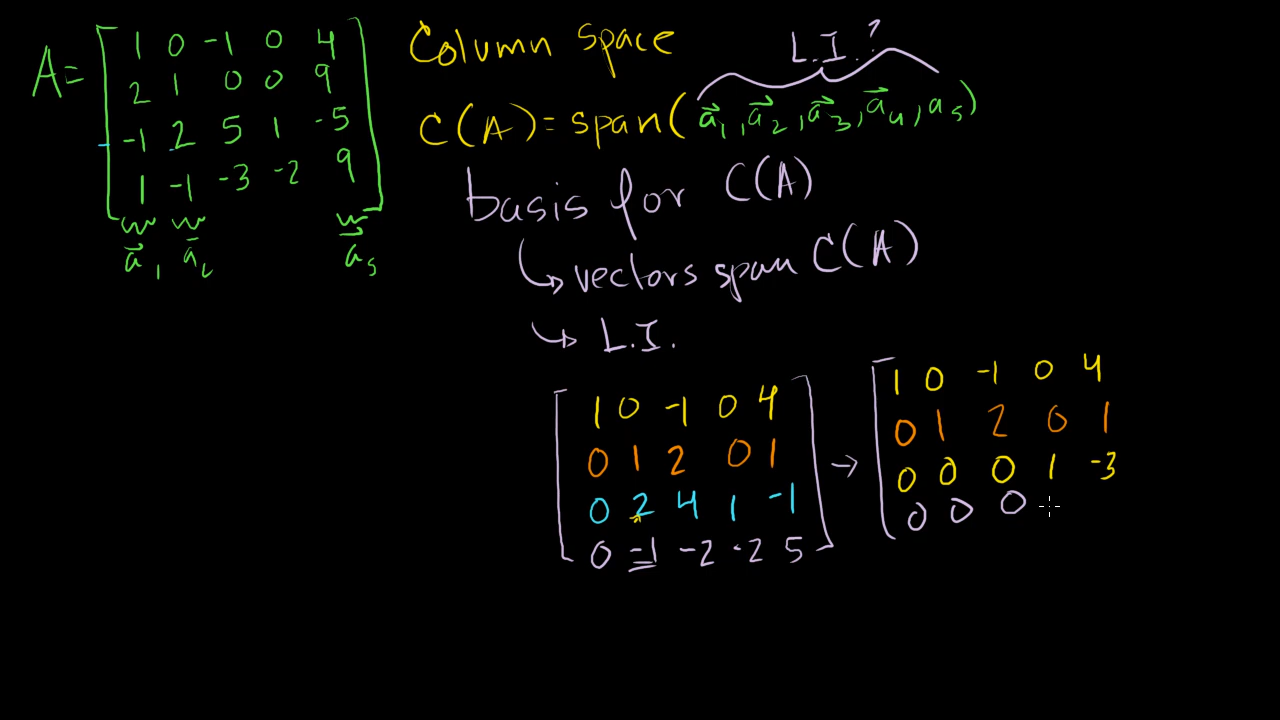 A = [ 1 0 -1 0 4
2 1 0 0 9
-1 2 5 1 -5
1 -1 -3 -2 9 ]
a⃗₁ a⃗₂ a⃗₅
Column space
L.I.?
C(A) = span(a⃗₁, a⃗₂, a⃗₃, a⃗₄, a₅)
basis for C(A)
↳ vectors span C(A)
↳ L.I.
[ 1 0 -1 0 4
0 1 2 0 1
0 2 4 1 -1
0 -1 -2 -2 5 ]
→
[ 1 0 -1 0 4
0 1 2 0 1
0 0 0 1 -3
0 0 0